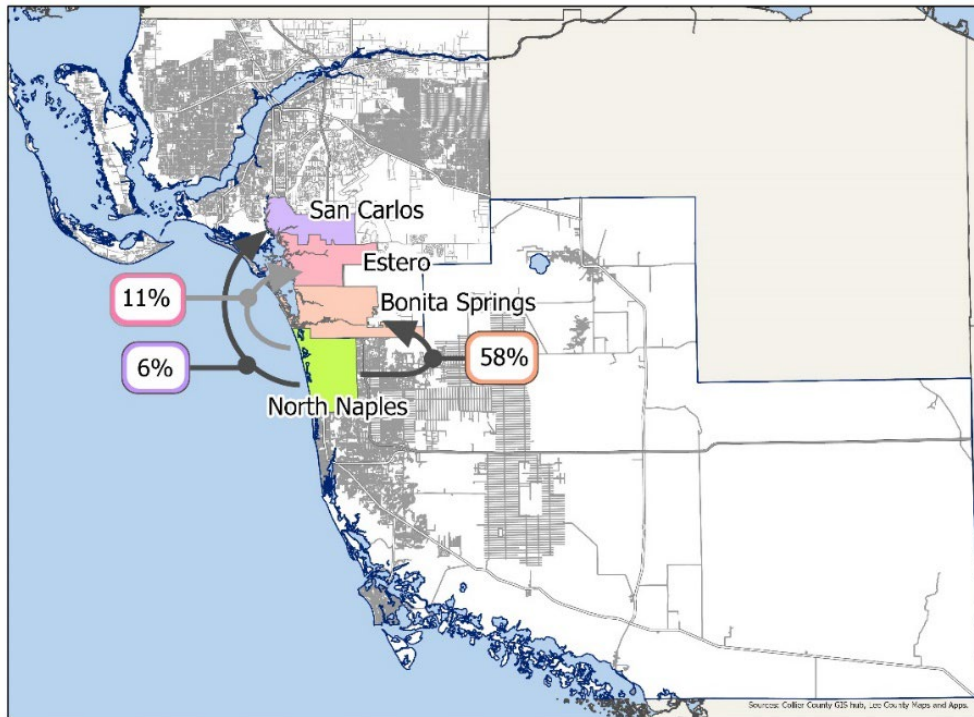 San Carlos
Estero
11%
Bonita Springs
6%
58%
North Naples
Sources: Collier County GIS hub, Lee County Maps and Apps.